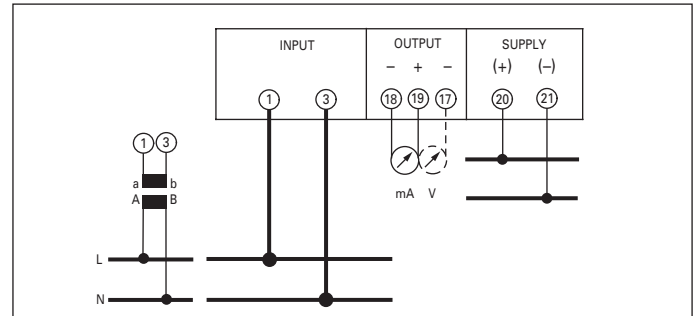 INPUT OUTPUT SUPPLY
− + − (+) (−)
1 3 18 19 17 20 21
1 3
a b
A B
mA V
L
N